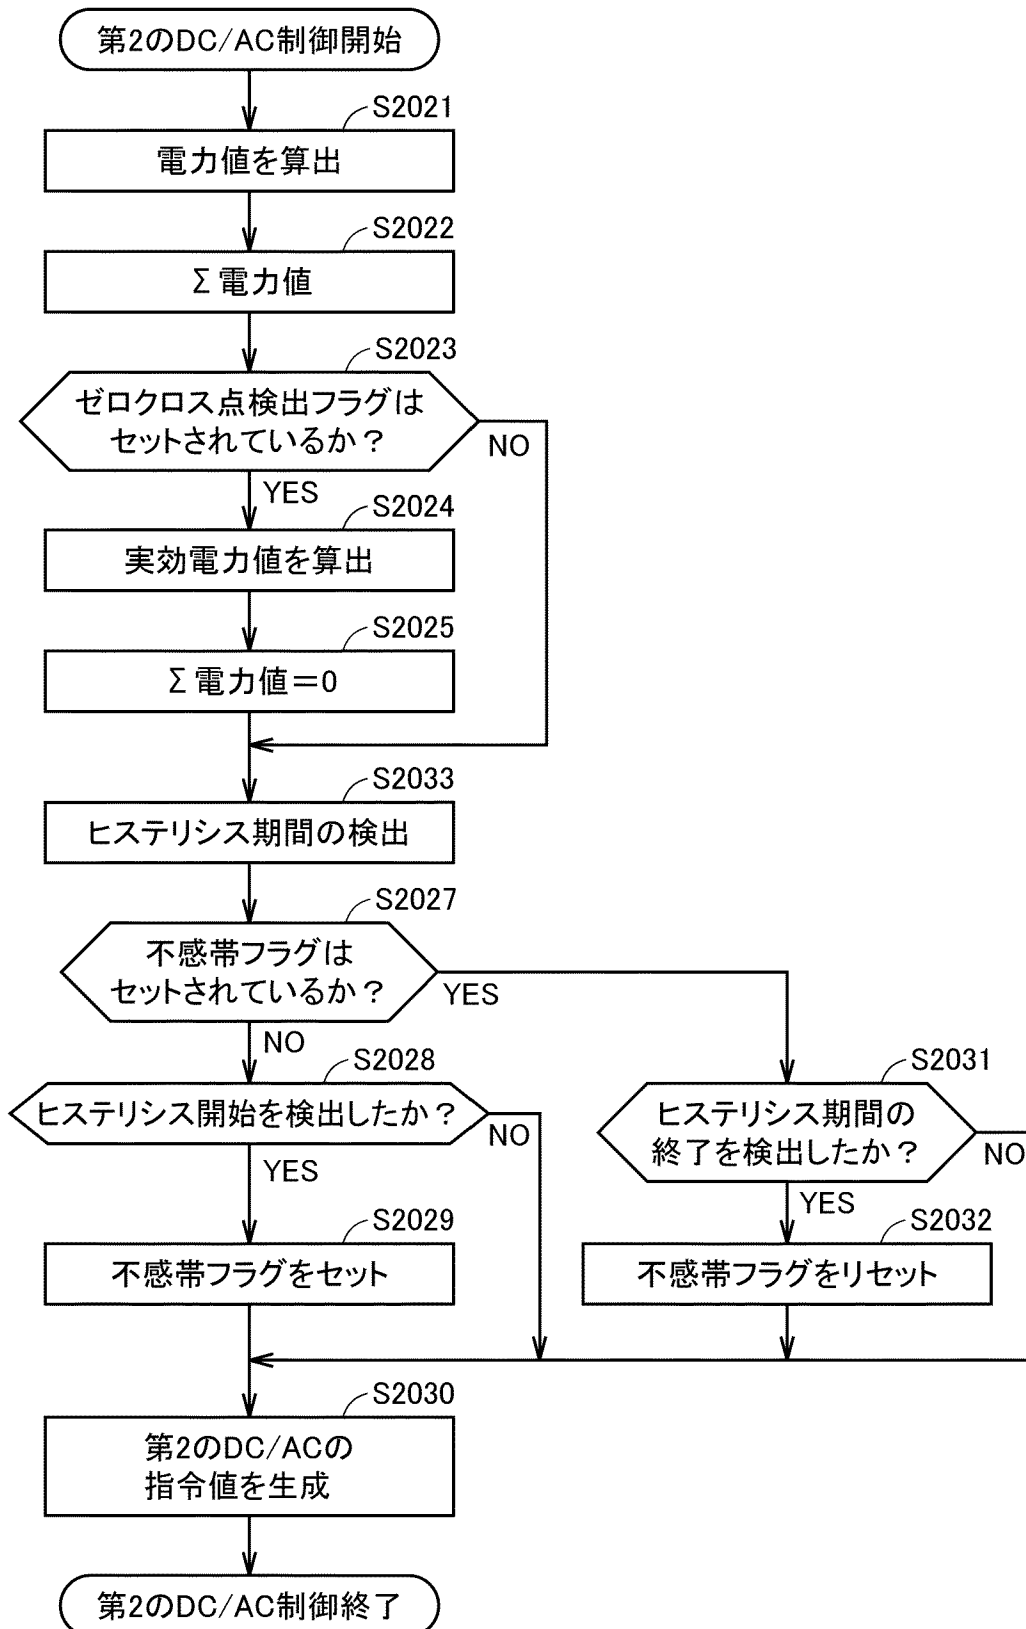 第2のDC/AC制御開始
S2021
電力値を算出
S2022
Σ電力値
S2023
ゼロクロス点検出フラグは
セットされているか？
NO
YES
S2024
実効電力値を算出
S2025
Σ電力値＝0
S2033
ヒステリシス期間の検出
S2027
不感帯フラグは
セットされているか？
YES
NO
S2028
ヒステリシス開始を検出したか？
NO
YES
S2031
ヒステリシス期間の
終了を検出したか？
NO
YES
S2029
不感帯フラグをセット
S2032
不感帯フラグをリセット
S2030
第2のDC/ACの
指令値を生成
第2のDC/AC制御終了